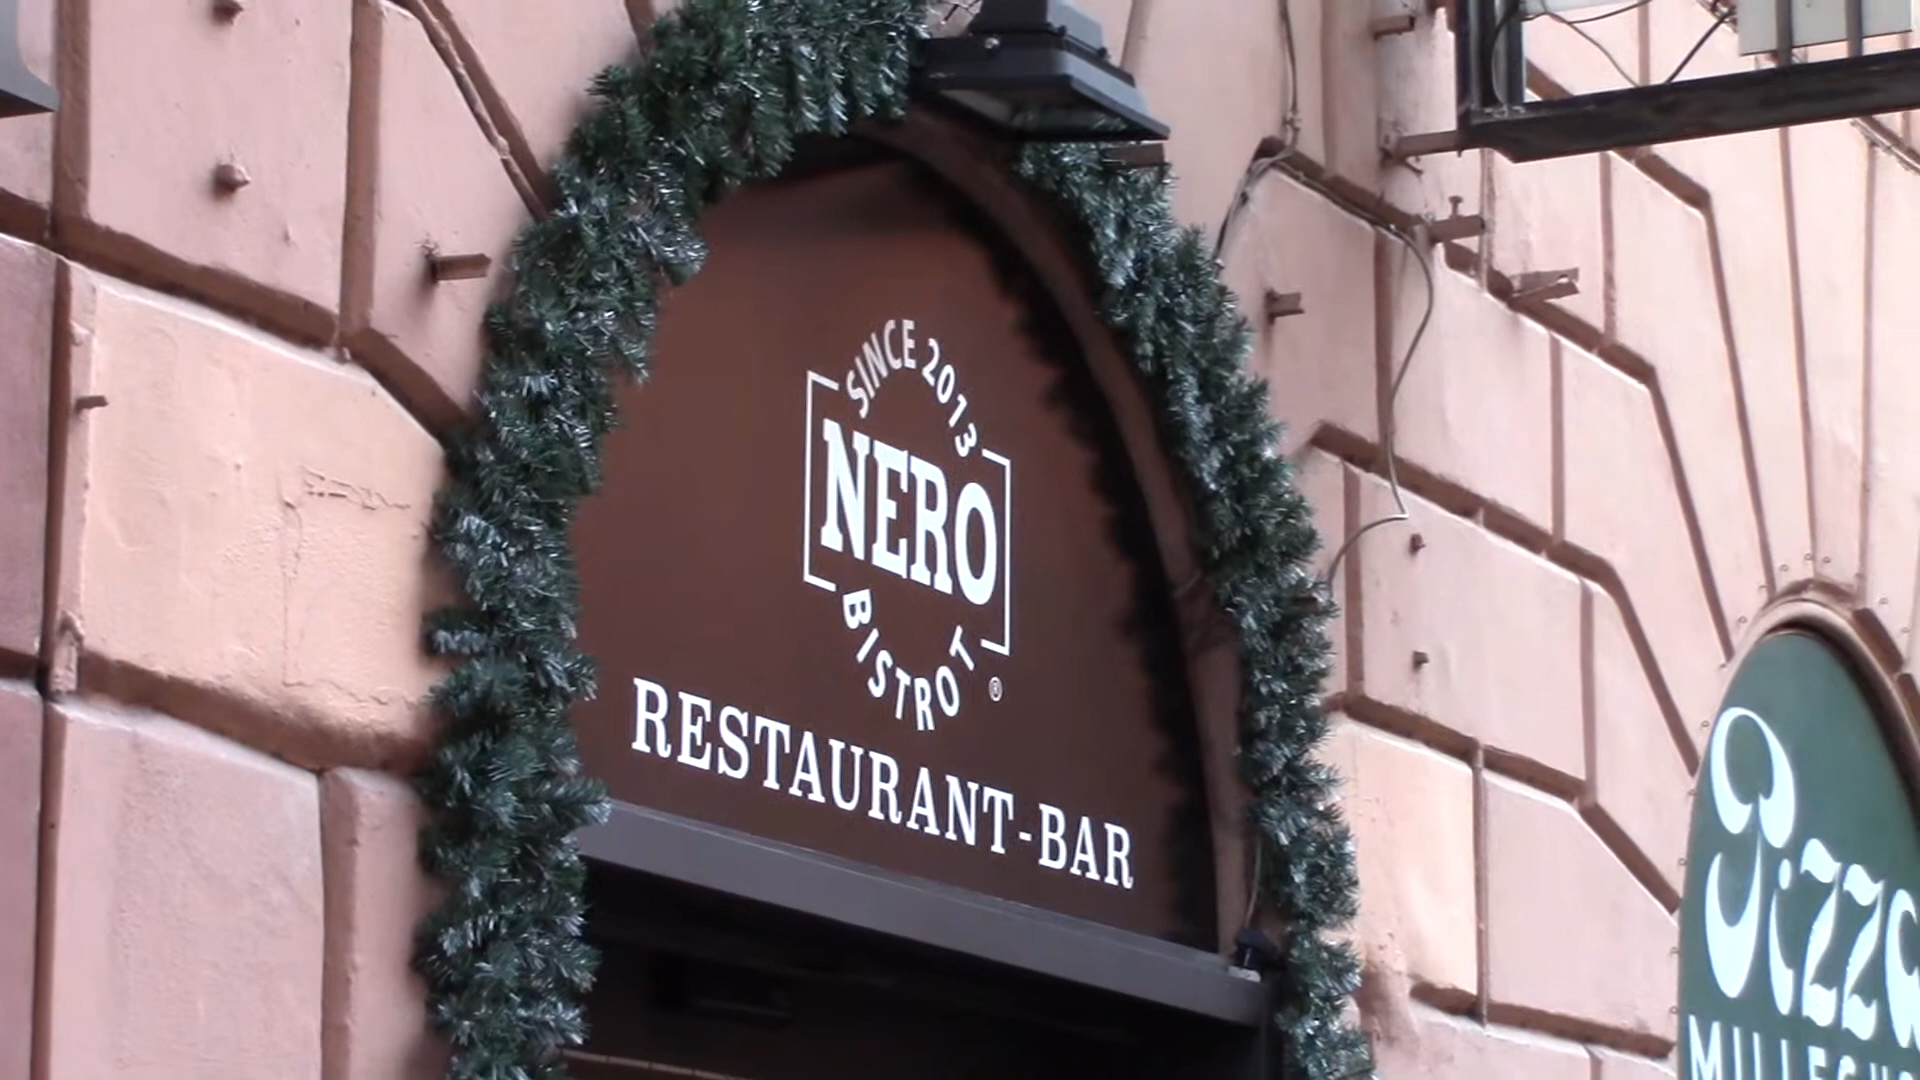 SINCE 2013
NERO
BISTROT
®
RESTAURANT-BAR
Pizza